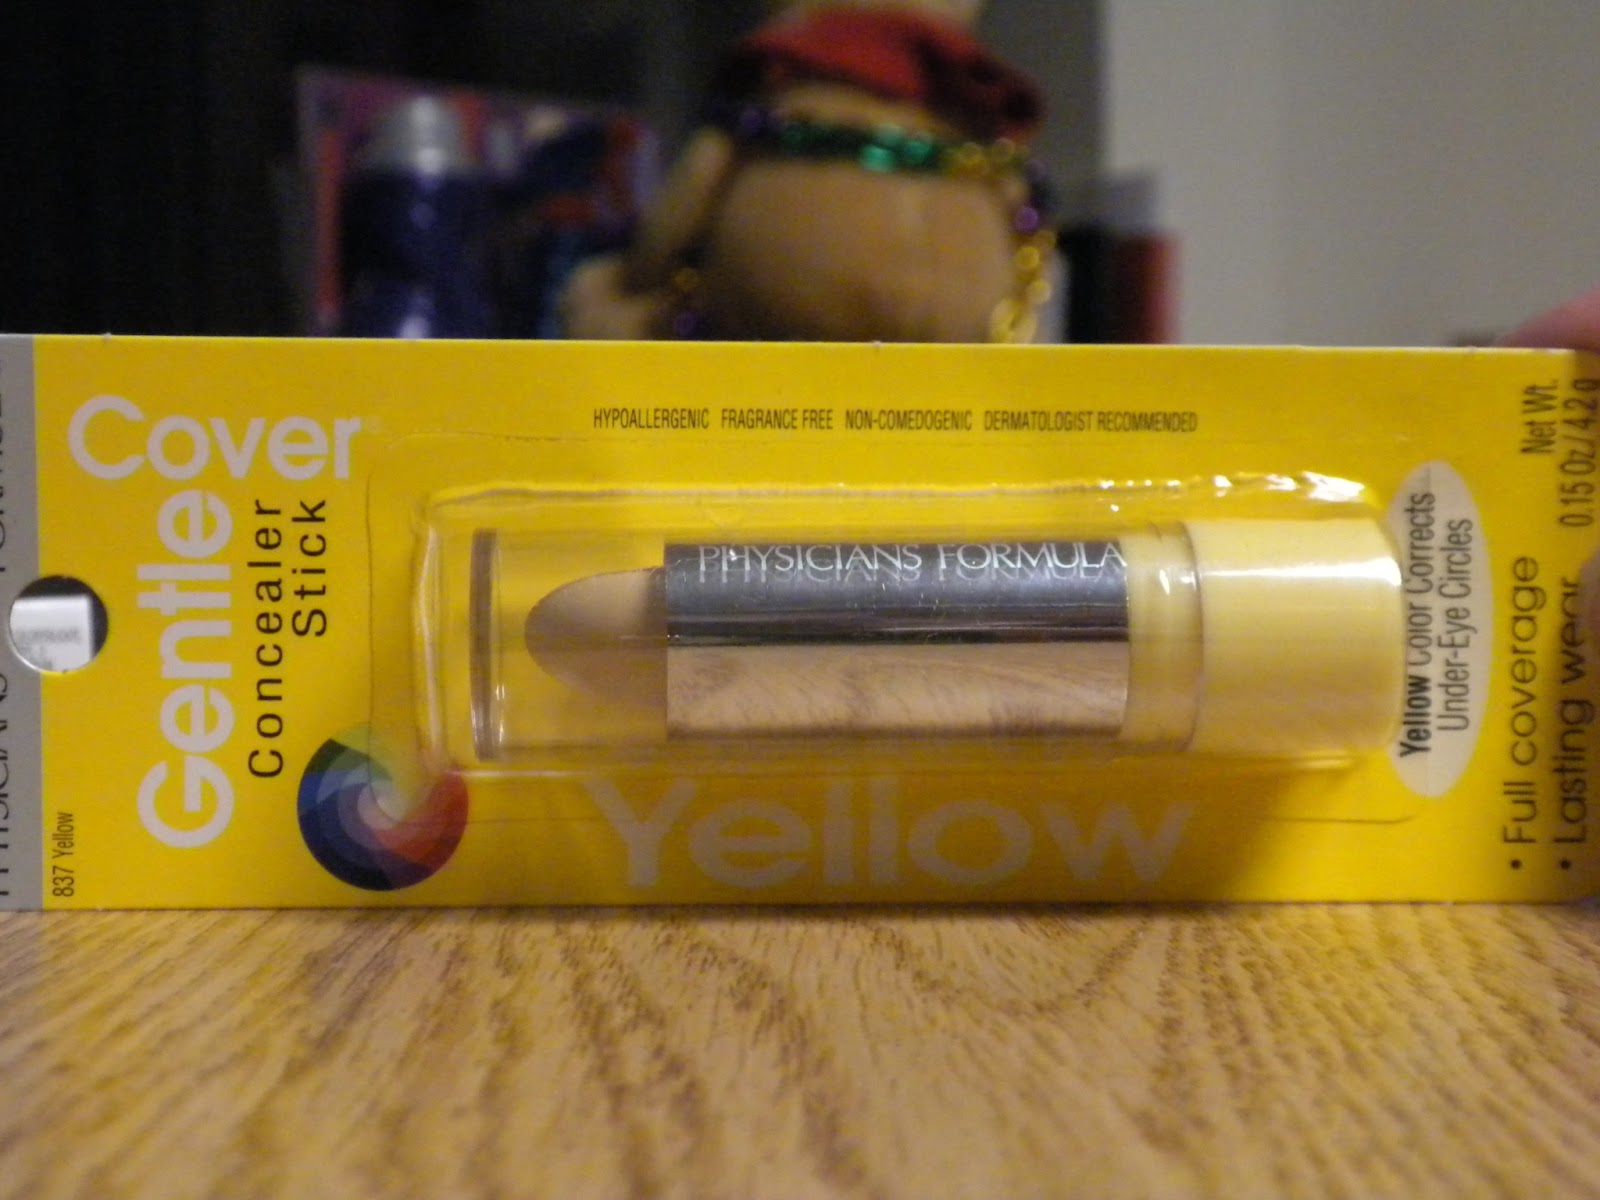 Cover
Gentle
Concealer
Stick
837 Yellow
HYPOALLERGENIC FRAGRANCE FREE NON-COMEDOGENIC DERMATOLOGIST RECOMMENDED
PHYSICIANS FORMULA
Yellow
Yellow Color Corrects
Under-Eye Circles
• Full coverage
• Lasting wear
Net Wt.
0.15 Oz / 4.2 g